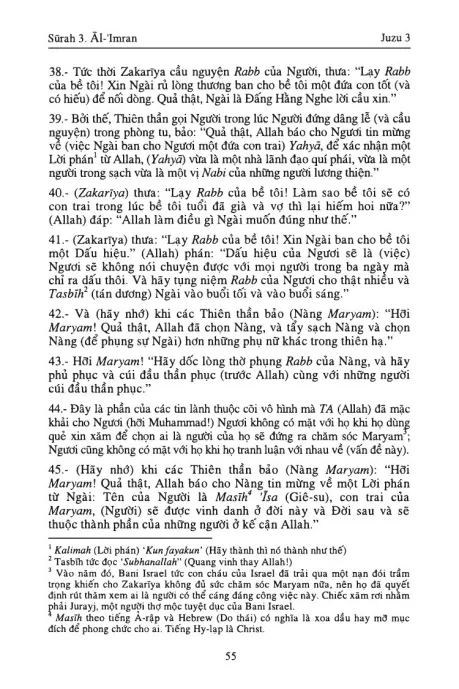 Sūrah 3. Āl-'Imran Juzu 3
38.- Tức thời Zakarīya cầu nguyện Rabb của Người, thưa: “Lạy Rabb
của bề tôi! Xin Ngài rủ lòng thương ban cho bề tôi một đứa con tốt (và
có hiếu) để nối dòng. Quả thật, Ngài là Đấng Hằng Nghe lời cầu xin.”
39.- Bởi thế, Thiên thần gọi Người trong lúc Người đứng dâng lễ (và cầu
nguyện) trong phòng tu, bảo: “Quả thật, Allah báo cho Ngươi tin mừng
về (việc Ngài ban cho Ngươi một đứa con trai) Yahyā, để xác nhận một
Lời phán¹ từ Allah, (Yahyā) vừa là một nhà lãnh đạo quí phái, vừa là một
người trong sạch vừa là một vị Nabi của những người lương thiện.”
40.- (Zakarīya) thưa: “Lạy Rabb của bề tôi! Làm sao bề tôi sẽ có
con trai trong lúc bề tôi tuổi đã già và vợ thì lại hiếm hoi nữa?”
(Allah) đáp: “Allah làm điều gì Ngài muốn đúng như thế.”
41.- (Zakarīya) thưa: “Lạy Rabb của bề tôi! Xin Ngài ban cho bề tôi
một Dấu hiệu.” (Allah) phán: “Dấu hiệu của Ngươi sẽ là (việc)
Ngươi sẽ không nói chuyện được với mọi người trong ba ngày mà
chỉ ra dấu thôi. Và hãy tụng niệm Rabb của Ngươi cho thật nhiều và
Tasbīh² (tán dương) Ngài vào buổi tối và vào buổi sáng.”
42.- Và (hãy nhớ) khi các Thiên thần bảo (Nàng Maryam): “Hỡi
Maryam! Quả thật, Allah đã chọn Nàng, và tẩy sạch Nàng và chọn
Nàng (để phụng sự Ngài) hơn những phụ nữ khác trong thiên hạ.”
43.- Hỡi Maryam! “Hãy dốc lòng thờ phụng Rabb của Nàng, và hãy
phủ phục và cúi đầu thần phục (trước Allah) cùng với những người
cúi đầu thần phục.”
44.- Đây là phần của các tin lành thuộc cõi vô hình mà TA (Allah) đã mặc
khải cho Ngươi (hỡi Muhammad!) Ngươi không có mặt với họ khi họ dùng
quẻ xin xăm để chọn ai là người của họ sẽ đứng ra chăm sóc Maryam³;
Ngươi cũng không có mặt với họ khi họ tranh luận với nhau về (vấn đề này).
45.- (Hãy nhớ) khi các Thiên thần bảo (Nàng Maryam): “Hỡi
Maryam! Quả thật, Allah báo cho Nàng tin mừng về một Lời phán
từ Ngài: Tên của Người là Masīh⁴ 'Īsa (Giê-su), con trai của
Maryam, (Người) sẽ được vinh danh ở đời này và Đời sau và sẽ
thuộc thành phần của những người ở kế cận Allah.”
¹ Kalimah (Lời phán) ‘Kun fayakun’ (Hãy thành thì nó thành như thế)
² Tasbīh tức đọc ‘Subhanallah” (Quang vinh thay Allah!)
³ Vào năm đó, Bani Israel tức con cháu của Israel đã trải qua một nạn đói trầm
trọng khiến cho Zakarīya không đủ sức chăm sóc Maryam nữa, bèn họ đã quyết
định rút thăm xem ai là người có thể cáng đáng công việc này. Chiếc xăm rơi nhằm
phải Jurayj, một người thợ mộc tuyệt dục của Bani Israel.
⁴ Masīh theo tiếng Ả-rập và Hebrew (Do thái) có nghĩa là xoa dầu hay mỡ mục
đích để phong chức cho ai. Tiếng Hy-lạp là Christ.
55